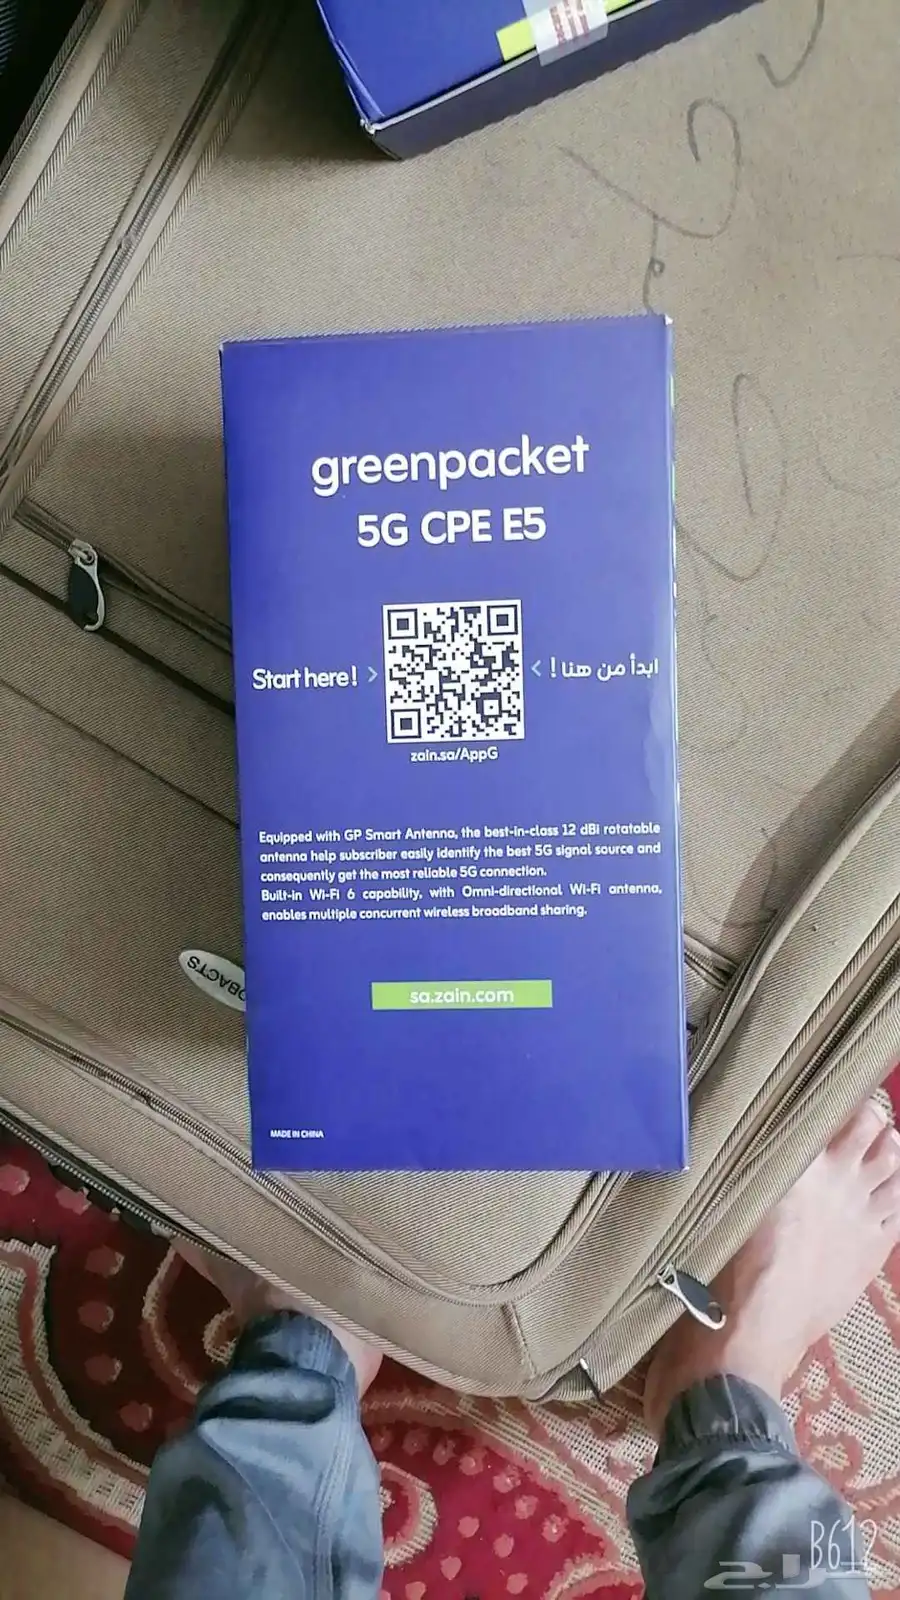 greenpacket
5G CPE E5
Start here! >
< ابدأ من هنا !
zain.sa/AppG
Equipped with GP Smart Antenna, the best-in-class 12 dBi rotatable
antenna help subscriber easily identify the best 5G signal source and
consequently get the most reliable 5G connection.
Built-in Wi-Fi 6 capability, with Omni-directional Wi-Fi antenna,
enables multiple concurrent wireless broadband sharing.
sa.zain.com
MADE IN CHINA
B612